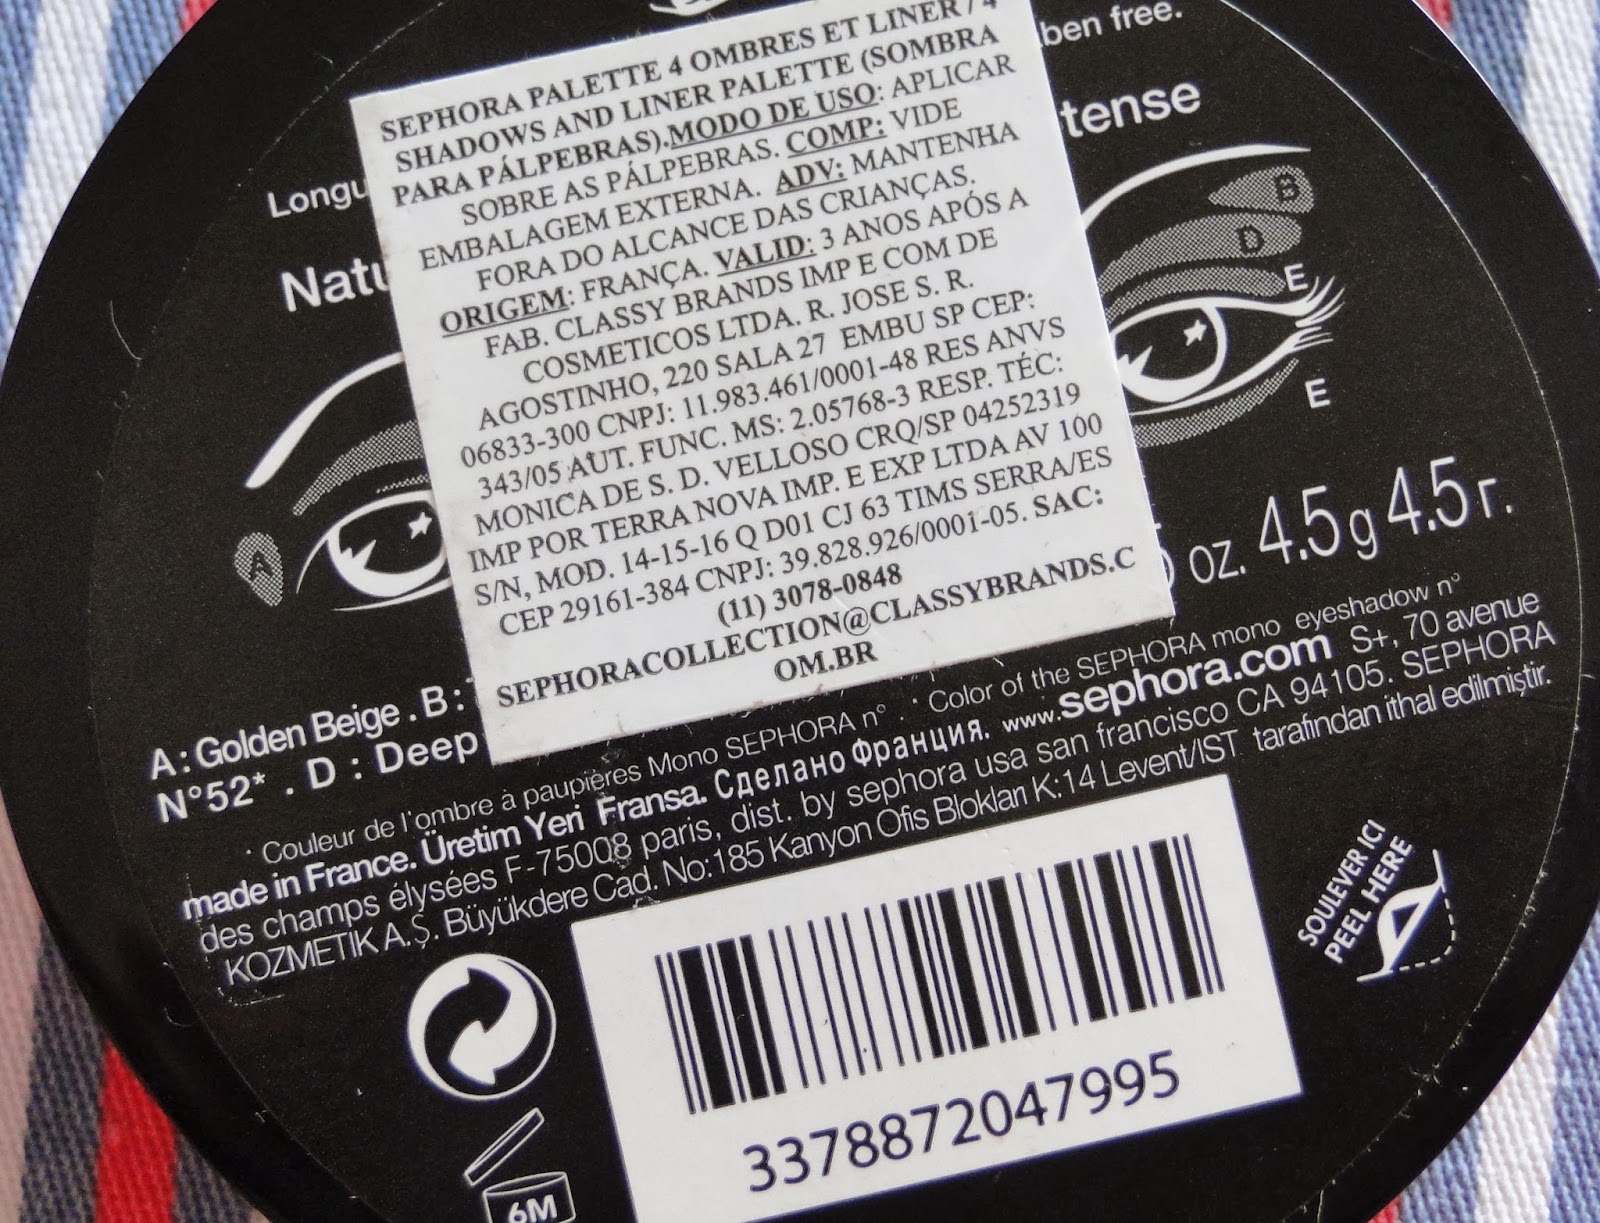 SEPHORA PALETTE 4 OMBRES ET LINER / 4
SHADOWS AND LINER PALETTE (SOMBRA
PARA PÁLPEBRAS).MODO DE USO: APLICAR
SOBRE AS PÁLPEBRAS. COMP: VIDE
EMBALAGEM EXTERNA. ADV: MANTENHA
FORA DO ALCANCE DAS CRIANÇAS.
ORIGEM: FRANÇA. VALID: 3 ANOS APÓS A
FAB. CLASSY BRANDS IMP E COM DE
COSMETICOS LTDA. R. JOSE S. R.
AGOSTINHO, 220 SALA 27 EMBU SP CEP:
06833-300 CNPJ: 11.983.461/0001-48 RES ANVS
343/05 AUT. FUNC. MS: 2.05768-3 RESP. TÉC:
MONICA DE S. D. VELLOSO CRQ/SP 04252319
IMP POR TERRA NOVA IMP. E EXP LTDA AV 100
S/N, MOD. 14-15-16 Q D01 CJ 63 TIMS SERRA/ES
CEP 29161-384 CNPJ: 39.828.926/0001-05. SAC:
(11) 3078-0848
SEPHORACOLLECTION@CLASSYBRANDS.C
OM.BR
ben free.
Longu
Natu
tense
B
D
E
E
A
oz. 4.5g 4.5г.
A : Golden Beige . B :
N°52* . D : Deep
* Couleur de l'ombre à paupières Mono SEPHORA n° . * Color of the SEPHORA mono eyeshadow n°
made in France. Üretim Yeri Fransa. Сделано Франция. www.sephora.com S+, 70 avenue
des champs élysées F-75008 paris, dist. by sephora usa san francisco CA 94105. SEPHORA
KOZMETIK A.Ş. Büyükdere Cad. No:185 Kanyon Ofis Blokları K:14 Levent/IST tarafından ithal edilmiştir.
SOULEVER ICI
PEEL HERE
3378872047995
6M